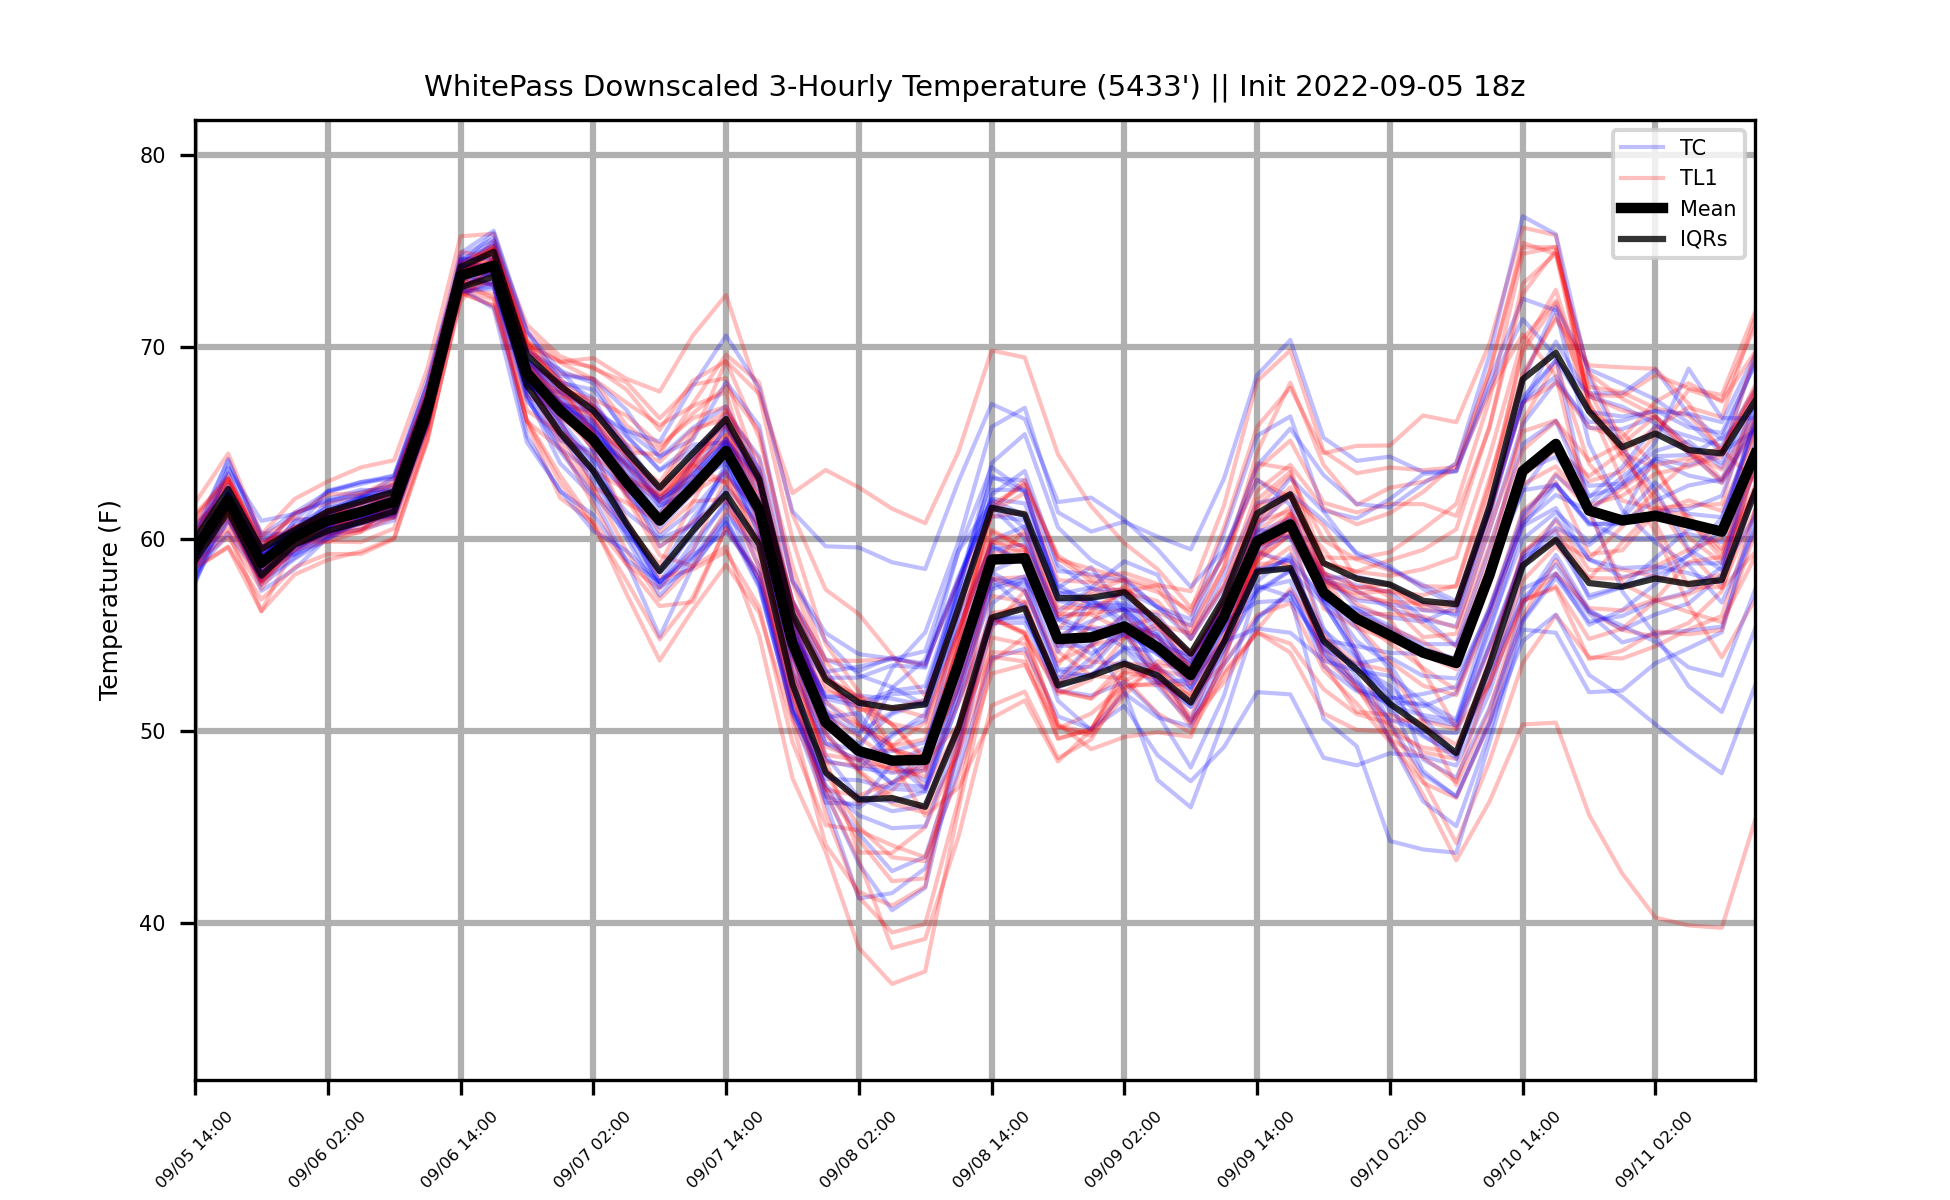 WhitePass Downscaled 3-Hourly Temperature (5433') || Init 2022-09-05 18z
TC
TL1
Mean
IQRs
Temperature (F)
80
70
60
50
40
09/05 14:00
09/06 02:00
09/06 14:00
09/07 02:00
09/07 14:00
09/08 02:00
09/08 14:00
09/09 02:00
09/09 14:00
09/10 02:00
09/10 14:00
09/11 02:00